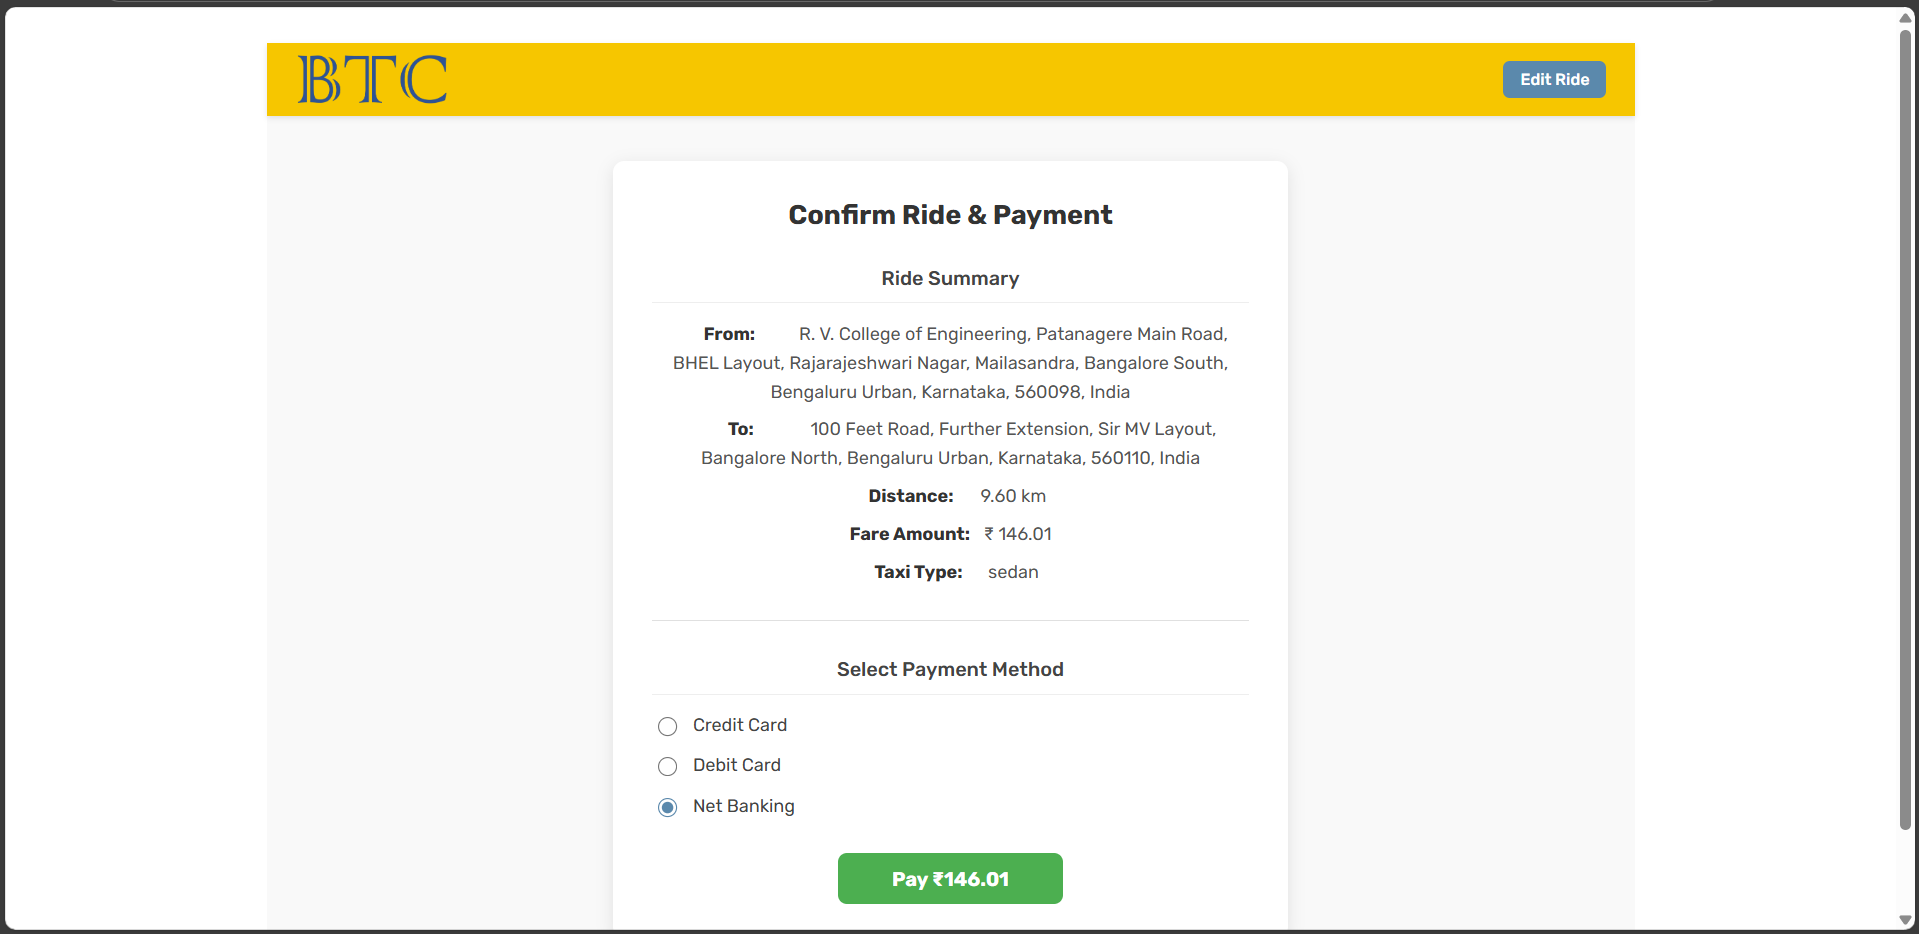 BTC
Edit Ride
Confirm Ride & Payment
Ride Summary
From: R. V. College of Engineering, Patanagere Main Road,
BHEL Layout, Rajarajeshwari Nagar, Mailasandra, Bangalore South,
Bengaluru Urban, Karnataka, 560098, India
To: 100 Feet Road, Further Extension, Sir MV Layout,
Bangalore North, Bengaluru Urban, Karnataka, 560110, India
Distance: 9.60 km
Fare Amount: ₹ 146.01
Taxi Type: sedan
Select Payment Method
Credit Card
Debit Card
Net Banking
Pay ₹146.01